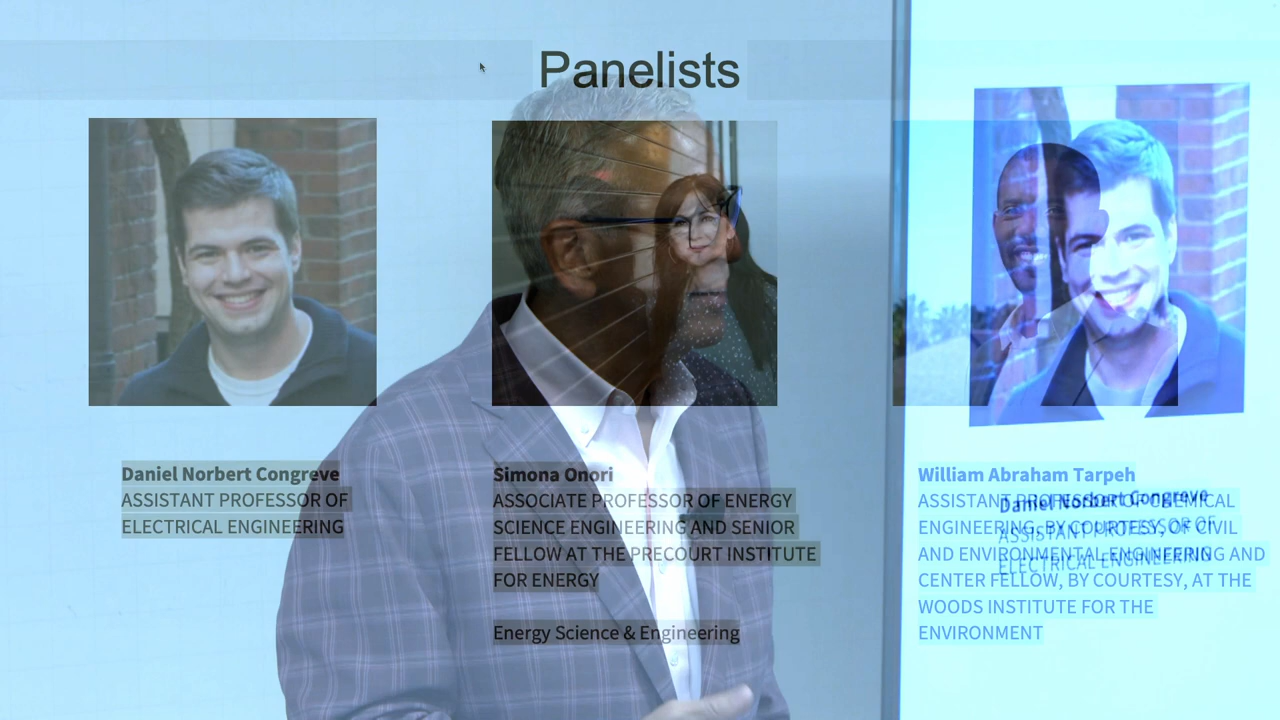 Panelists
Daniel Norbert Congreve
ASSISTANT PROFESSOR OF
ELECTRICAL ENGINEERING
Simona Onori
ASSOCIATE PROFESSOR OF ENERGY
SCIENCE ENGINEERING AND SENIOR
FELLOW AT THE PRECOURT INSTITUTE
FOR ENERGY
Energy Science & Engineering
William Abraham Tarpeh
ASSISTANT PROFESSOR OF CHEMICAL
ENGINEERING, BY COURTESY, OF CIVIL
AND ENVIRONMENTAL ENGINEERING AND
CENTER FELLOW, BY COURTESY, AT THE
WOODS INSTITUTE FOR THE
ENVIRONMENT
Daniel Norbert Congreve
ASSISTANT PROFESSOR OF
ELECTRICAL ENGINEERING